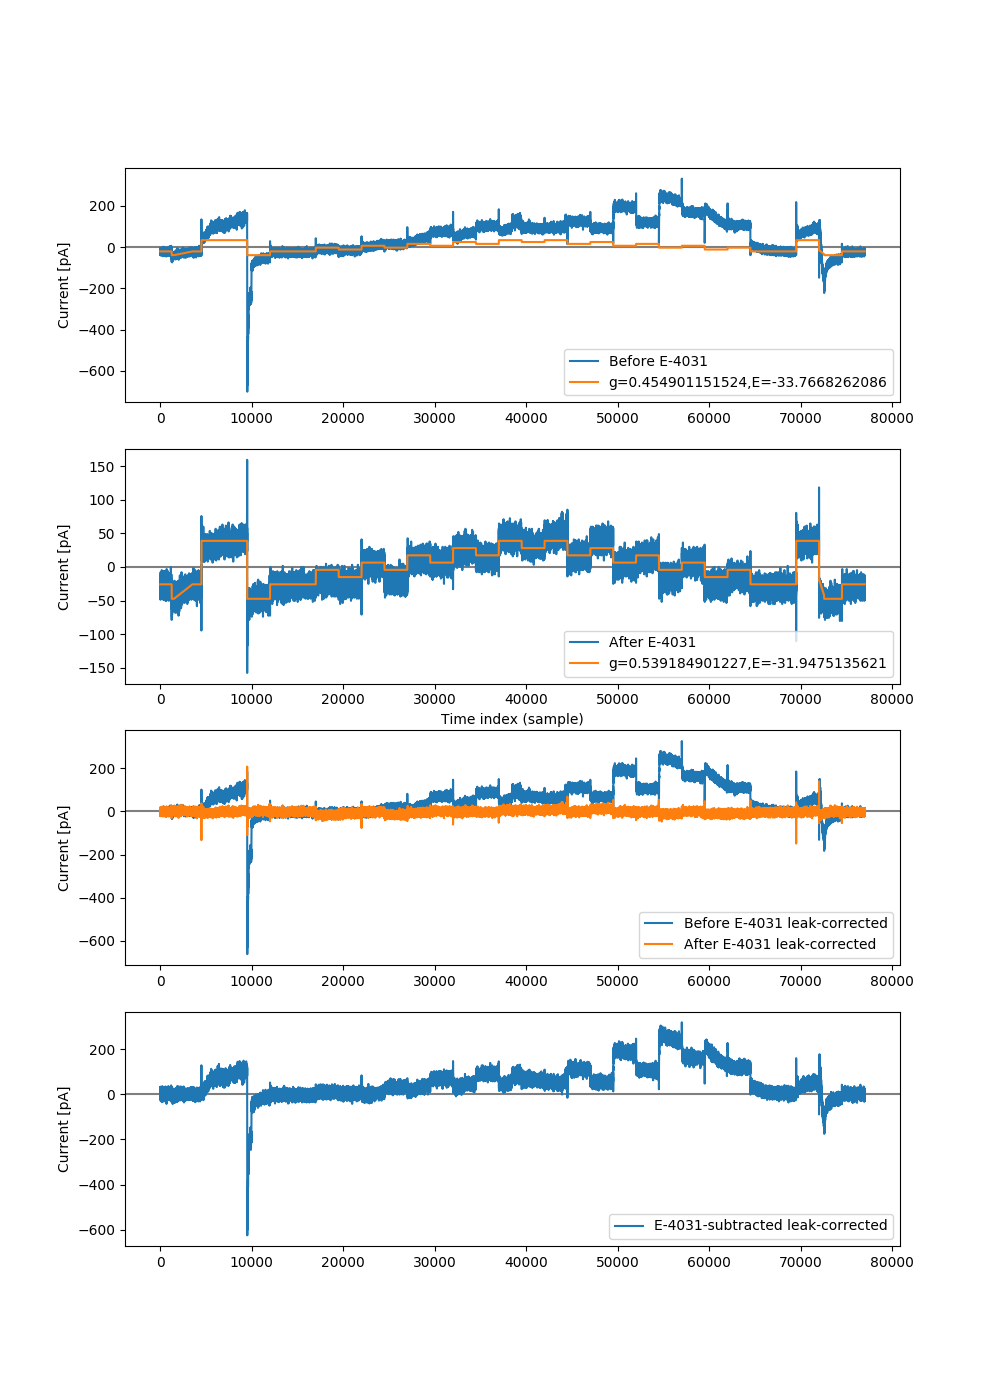 200
0
−200
−400
−600
Current [pA]
Before E-4031
g=0.454901151524,E=-33.7668262086
0 10000 20000 30000 40000 50000 60000 70000 80000
150
100
50
0
−50
−100
−150
Current [pA]
After E-4031
g=0.539184901227,E=-31.9475135621
0 10000 20000 30000 40000 50000 60000 70000 80000
Time index (sample)
200
0
−200
−400
−600
Current [pA]
Before E-4031 leak-corrected
After E-4031 leak-corrected
0 10000 20000 30000 40000 50000 60000 70000 80000
200
0
−200
−400
−600
Current [pA]
E-4031-subtracted leak-corrected
0 10000 20000 30000 40000 50000 60000 70000 80000